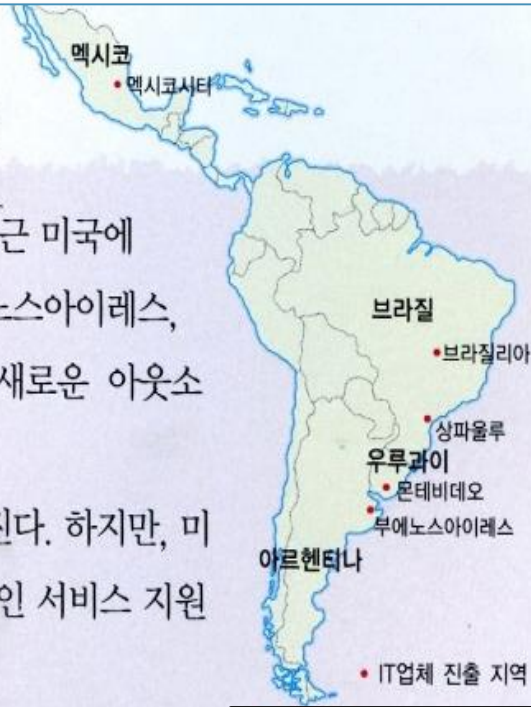 멕시코
멕시코시티
근 미국에
노스아이레스,
새로운 아웃소
진다. 하지만, 미
인 서비스 지원
브라질
브라질리아
상파울루
우루과이
몬테비데오
부에노스아이레스
아르헨티나
IT업체 진출 지역